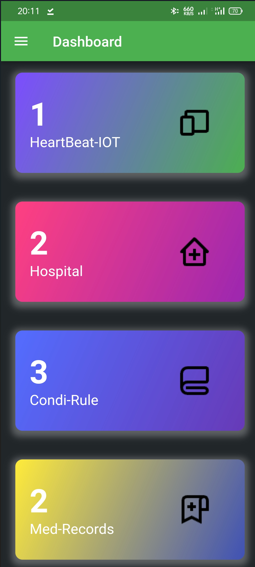 20:11
Dashboard
1
HeartBeat-IOT
2
Hospital
3
Condi-Rule
2
Med-Records